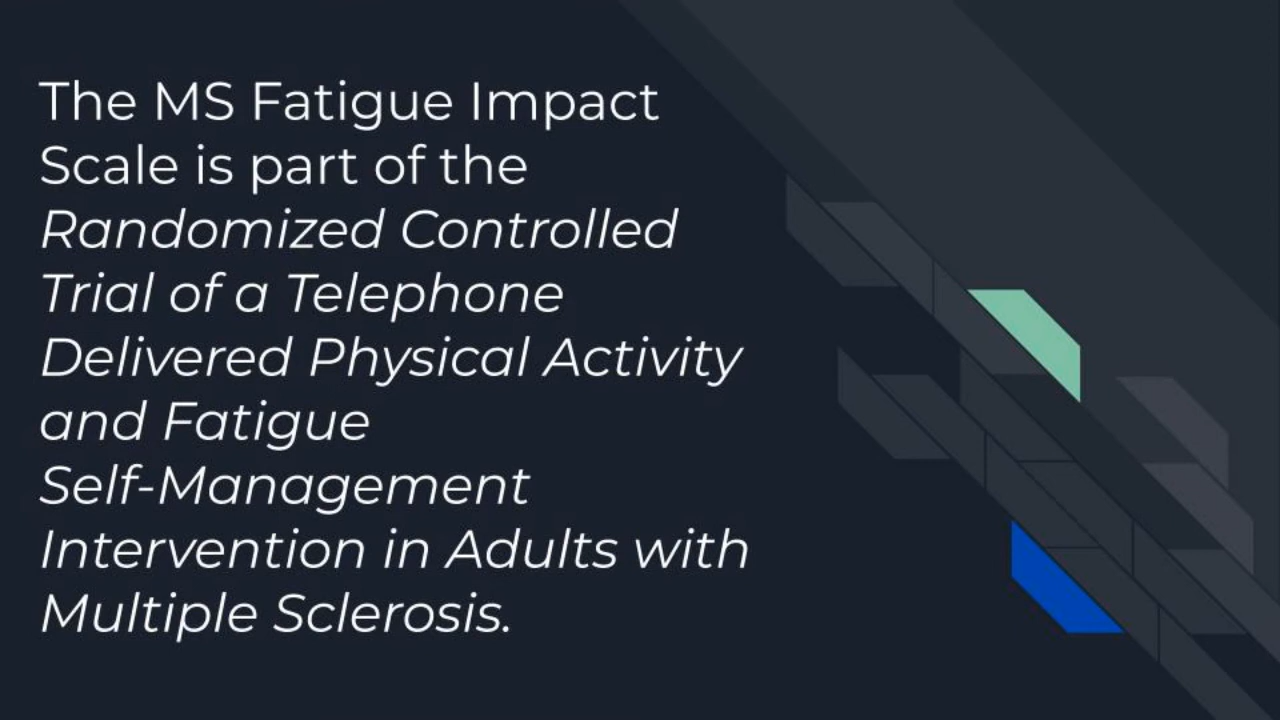 The MS Fatigue Impact
Scale is part of the
Randomized Controlled
Trial of a Telephone
Delivered Physical Activity
and Fatigue
Self-Management
Intervention in Adults with
Multiple Sclerosis.